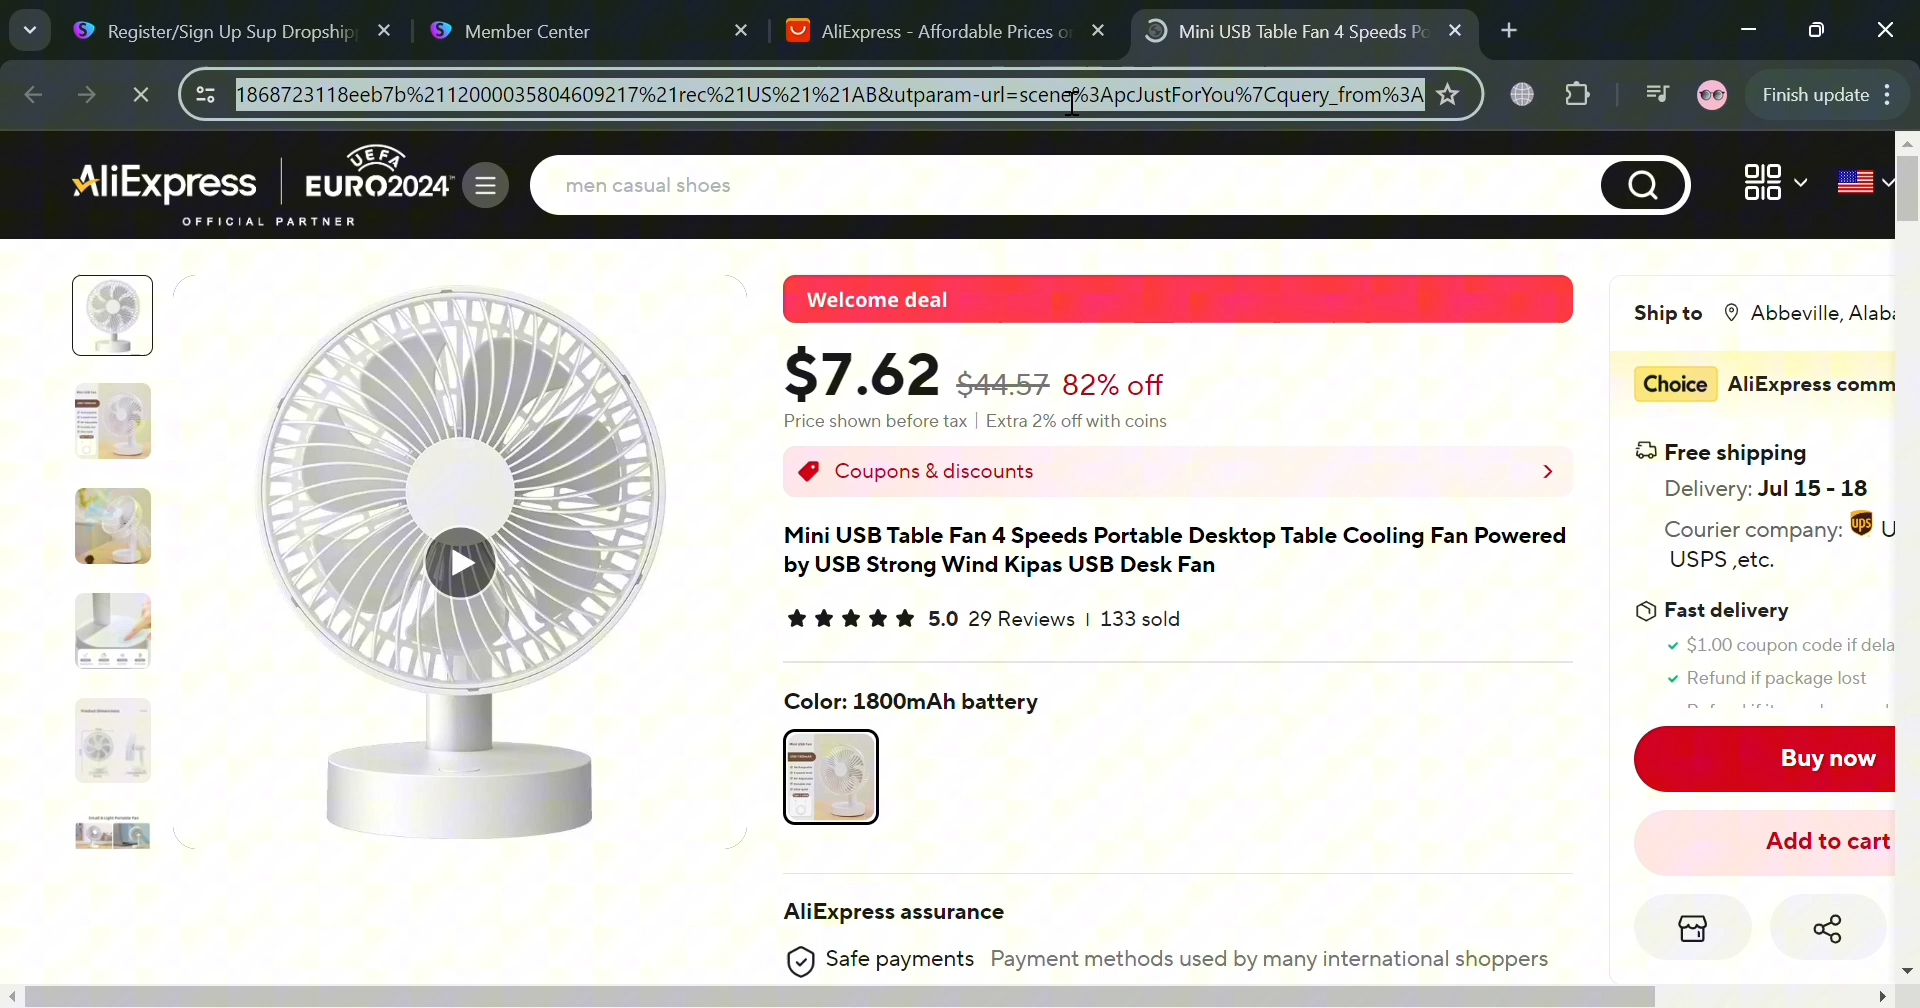 Register/Sign Up Sup Dropshipp
Member Center
AliExpress - Affordable Prices or
Mini USB Table Fan 4 Speeds Po
1868723118eeb7b%2112000035804609217%21rec%21US%21%21AB&utparam-url=scene%3ApcJustForYou%7Cquery_from%3A
Finish update
AliExpress
UEFA
EURO2024™
OFFICIAL PARTNER
men casual shoes
Welcome deal
$7.62 $44.57 82% off
Price shown before tax | Extra 2% off with coins
Coupons & discounts
Mini USB Table Fan 4 Speeds Portable Desktop Table Cooling Fan Powered
by USB Strong Wind Kipas USB Desk Fan
5.0 29 Reviews | 133 sold
Color: 1800mAh battery
AliExpress assurance
Safe payments Payment methods used by many international shoppers
Ship to Abbeville, Alaba
Choice AliExpress comm
Free shipping
Delivery: Jul 15 - 18
Courier company: ups U
USPS ,etc.
Fast delivery
$1.00 coupon code if dela
Refund if package lost
Buy now
Add to cart